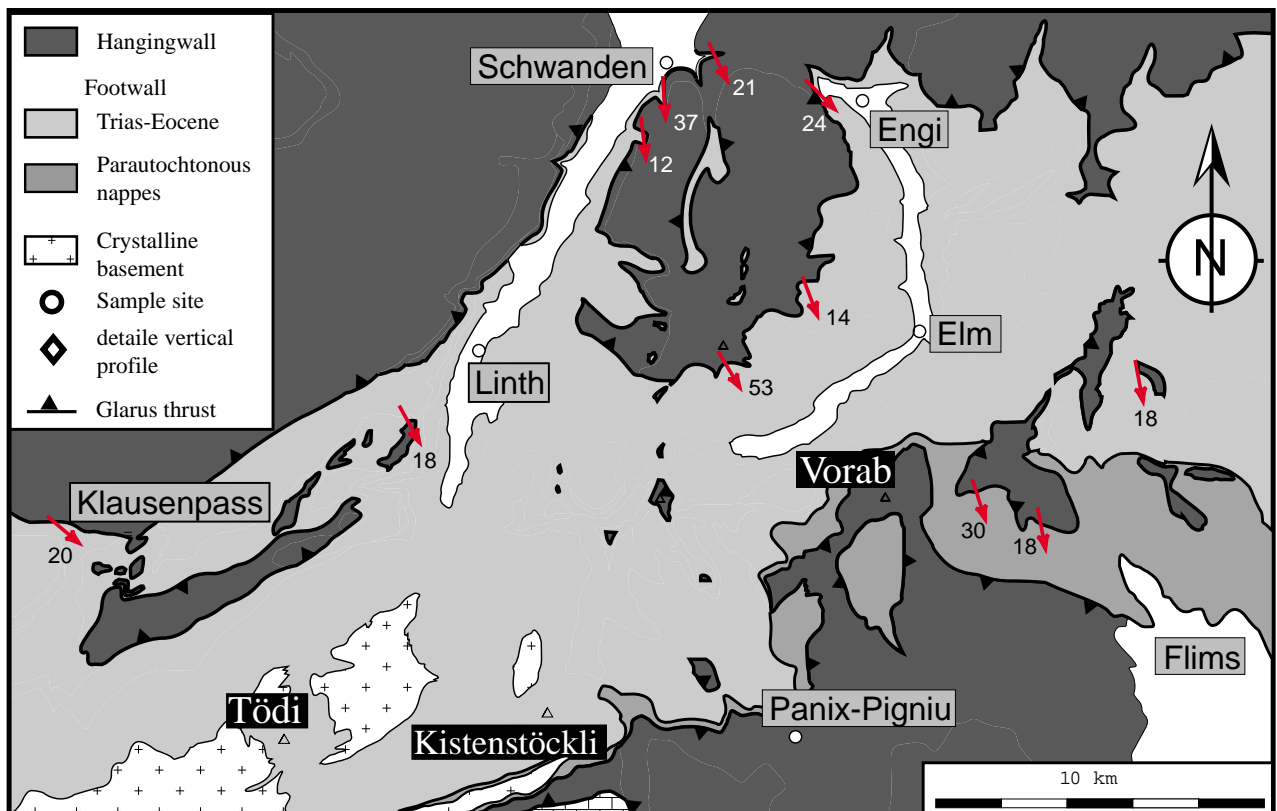 Hangingwall
Footwall
Trias-Eocene
Parautochtonous
nappes
Crystalline
basement
Sample site
detaile vertical
profile
Glarus thrust
Schwanden
21
37
24
Engi
12
N
14
Elm
53
Linth
18
18
Vorab
Klausenpass
20
30
18
Flims
Tödi
Panix-Pigniu
Kistenstöckli
10 km